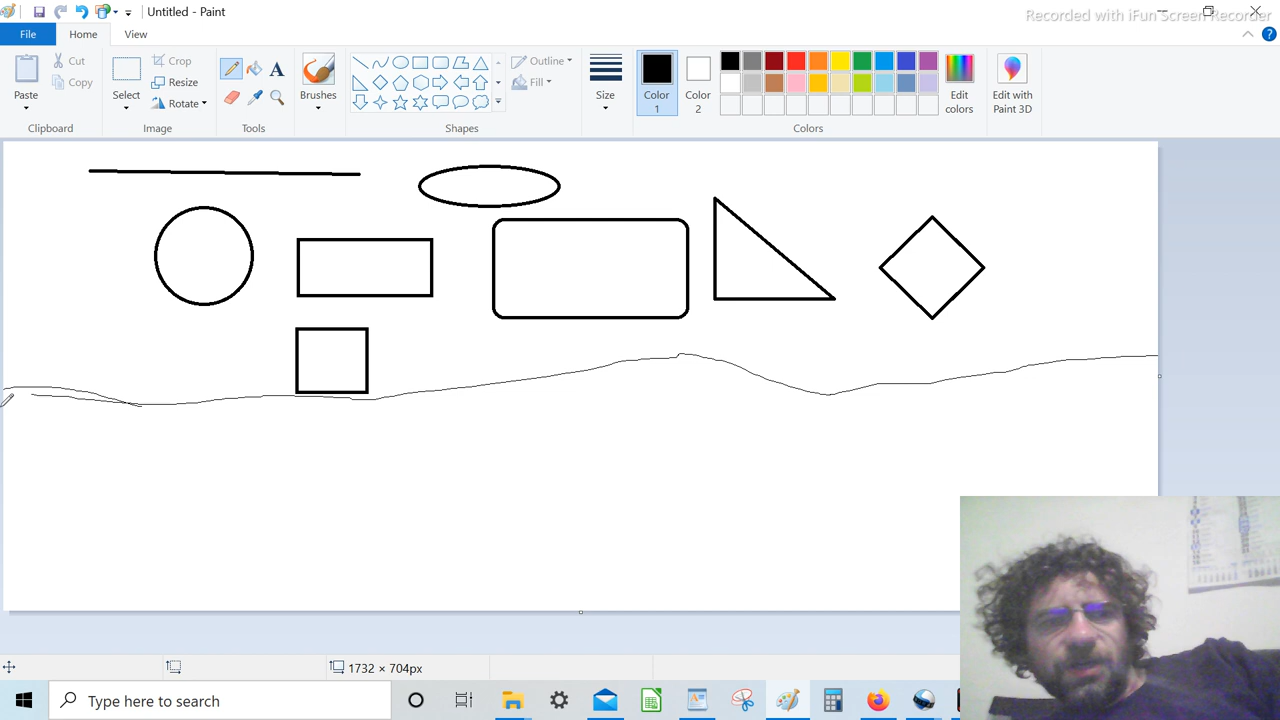 Untitled - Paint
Recorded with iFun Screen Recorder
File
Home
View
Paste
Cut
Copy
Clipboard
Select
Crop
Resize
Rotate
Image
Tools
Brushes
Shapes
Outline
Fill
Size
Color
1
Color
2
Colors
Edit
colors
Edit with
Paint 3D
1732 × 704px
Type here to search